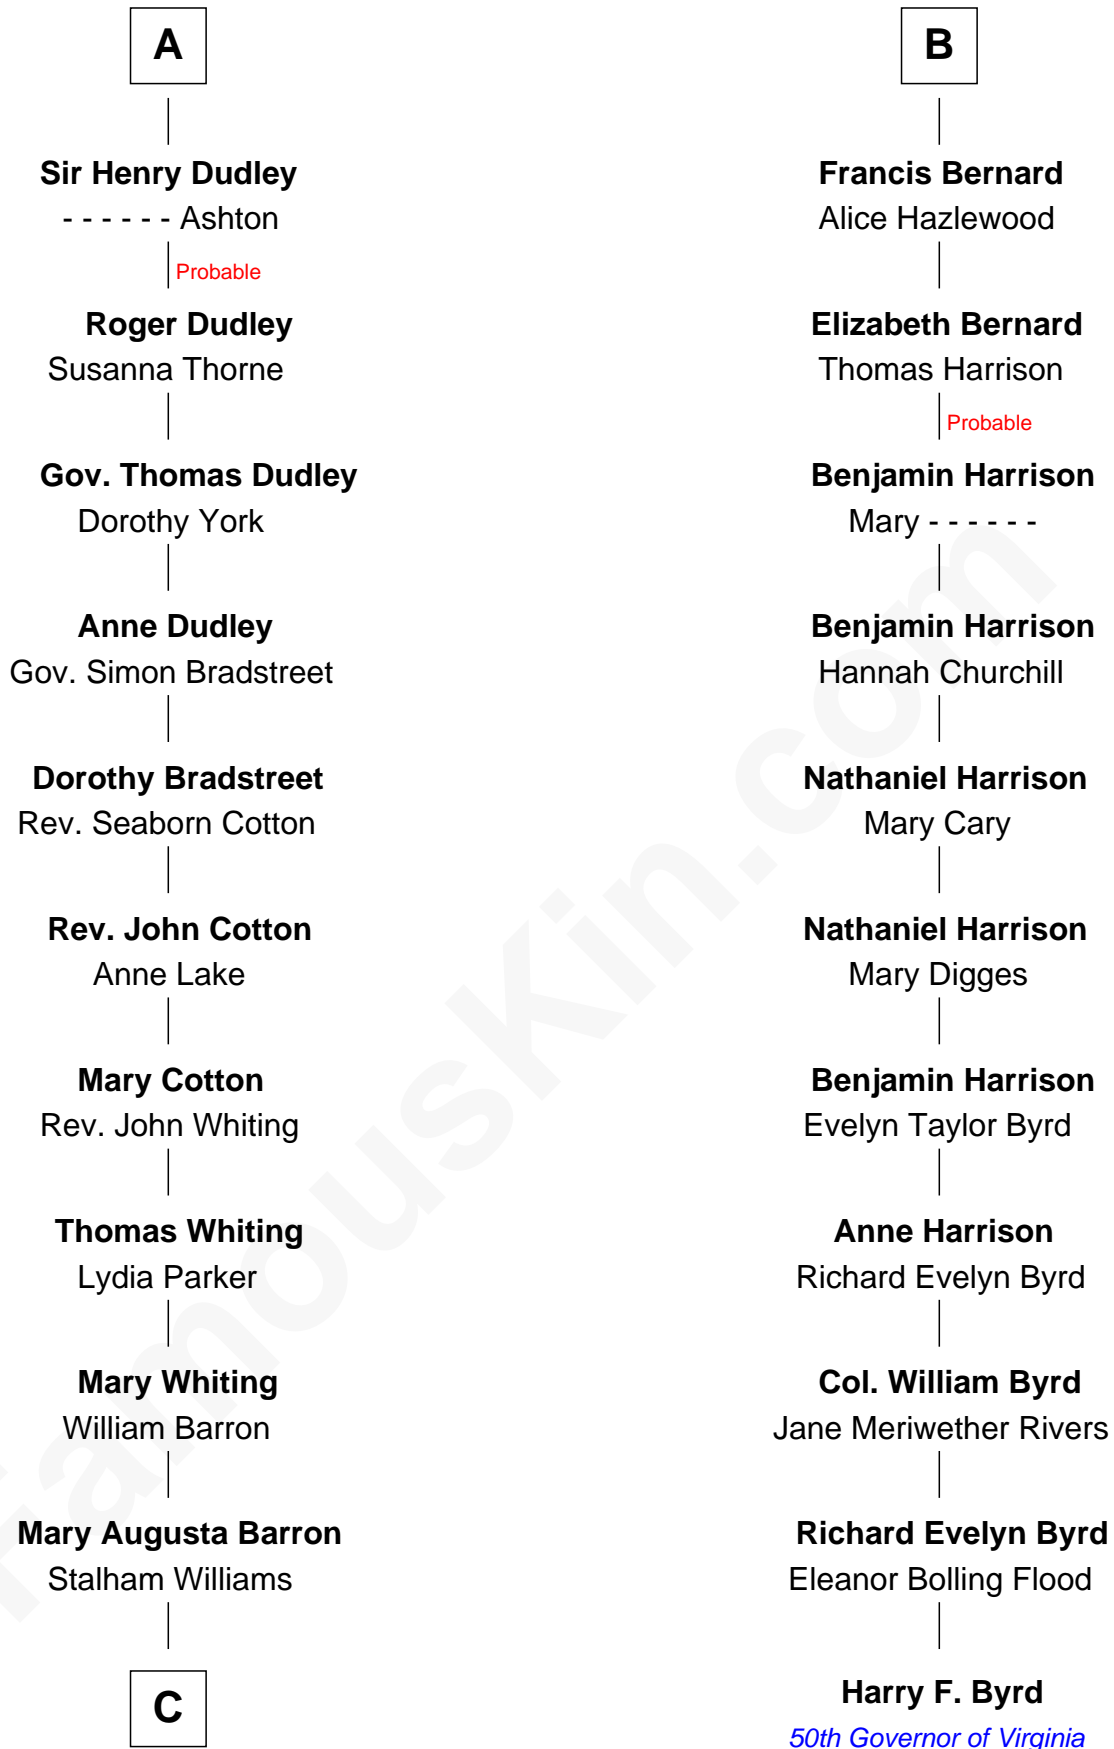 A
Sir Henry Dudley
- - - - - - Ashton
Probable
Roger Dudley
Susanna Thorne
Gov. Thomas Dudley
Dorothy York
Anne Dudley
Gov. Simon Bradstreet
Dorothy Bradstreet
Rev. Seaborn Cotton
Rev. John Cotton
Anne Lake
Mary Cotton
Rev. John Whiting
Thomas Whiting
Lydia Parker
Mary Whiting
William Barron
Mary Augusta Barron
Stalham Williams
C
B
Francis Bernard
Alice Hazlewood
Elizabeth Bernard
Thomas Harrison
Probable
Benjamin Harrison
Mary - - - - - -
Benjamin Harrison
Hannah Churchill
Nathaniel Harrison
Mary Cary
Nathaniel Harrison
Mary Digges
Benjamin Harrison
Evelyn Taylor Byrd
Anne Harrison
Richard Evelyn Byrd
Col. William Byrd
Jane Meriwether Rivers
Richard Evelyn Byrd
Eleanor Bolling Flood
Harry F. Byrd
50th Governor of Virginia
FamousKin.com